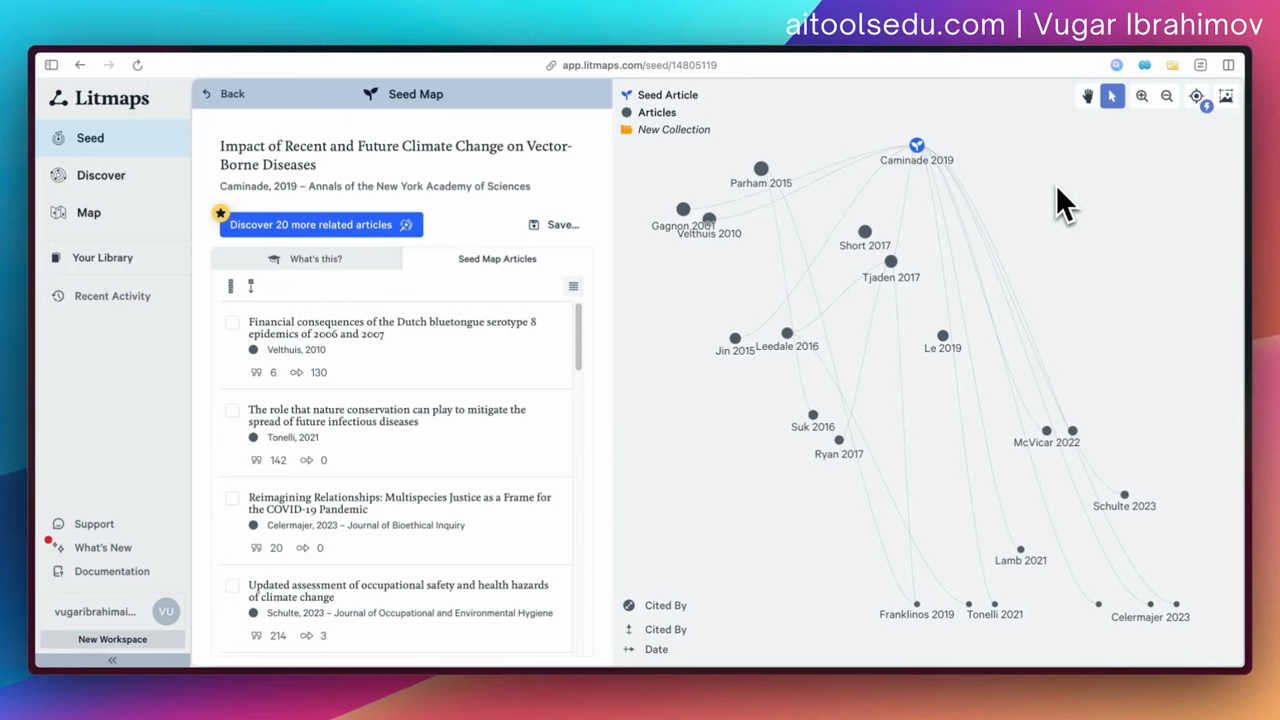 aitoolsedu.com | Vugar Ibrahimov
app.litmaps.com/seed/14805119
Litmaps
Seed
Discover
Map
Your Library
Recent Activity
Support
What's New
Documentation
vugaribrahimai...
VU
New Workspace
Back
Seed Map
Impact of Recent and Future Climate Change on Vector-
Borne Diseases
Caminade, 2019 – Annals of the New York Academy of Sciences
Discover 20 more related articles
Save...
What's this?
Seed Map Articles
Financial consequences of the Dutch bluetongue serotype 8
epidemics of 2006 and 2007
Velthuis, 2010
6 130
The role that nature conservation can play to mitigate the
spread of future infectious diseases
Tonelli, 2021
142 0
Reimagining Relationships: Multispecies Justice as a Frame for
the COVID-19 Pandemic
Celermajer, 2023 – Journal of Bioethical Inquiry
20 0
Updated assessment of occupational safety and health hazards
of climate change
Schulte, 2023 – Journal of Occupational and Environmental Hygiene
214 3
Seed Article
Articles
New Collection
Caminade 2019
Parham 2015
Gagnon 2001
Velthuis 2010
Short 2017
Tjaden 2017
Jin 2015
Leedale 2016
Le 2019
Suk 2016
Ryan 2017
McVicar 2022
Schulte 2023
Lamb 2021
Franklinos 2019
Tonelli 2021
Celermajer 2023
Cited By
Cited By
Date